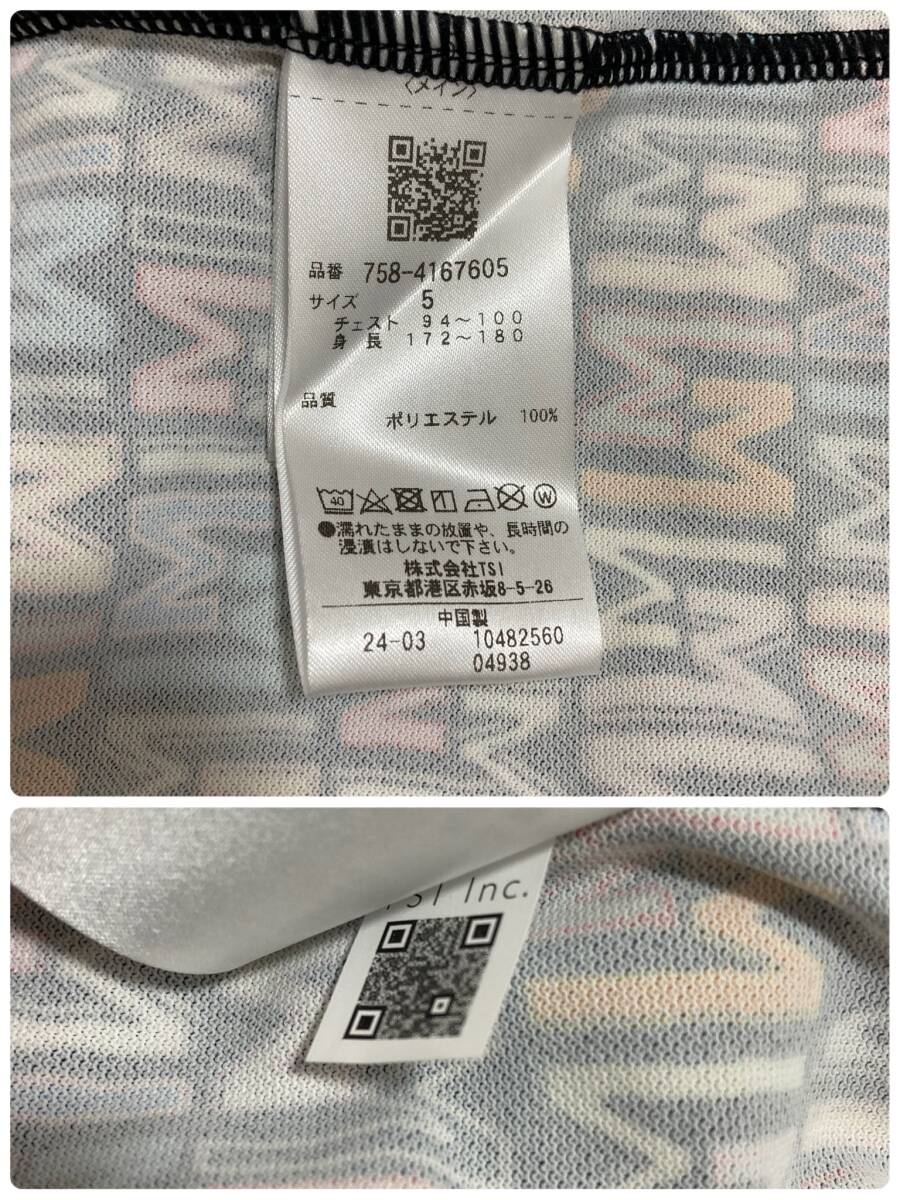 〈メイン〉
品番 758-4167605
サイズ 5
チェスト 94～100
身長 172～180
品質
ポリエステル 100%
40
W
●濡れたままの放置や、長時間の
浸漬はしないで下さい。
株式会社TSI
東京都港区赤坂8-5-26
中国製
24-03 10482560
04938
TSI Inc.